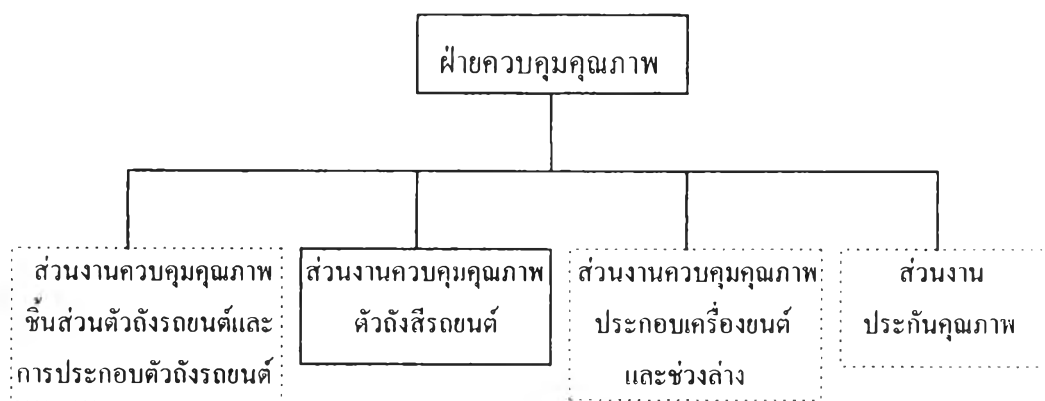 ฝ่ายควบคุมคุณภาพ
ส่วนงานควบคุมคุณภาพ
ชิ้นส่วนตัวถังรถยนต์และ
การประกอบตัวถังรถยนต์
ส่วนงานควบคุมคุณภาพ
ตัวถังสีรถยนต์
ส่วนงานควบคุมคุณภาพ
ประกอบเครื่องยนต์
และช่วงล่าง
ส่วนงาน
ประกันคุณภาพ